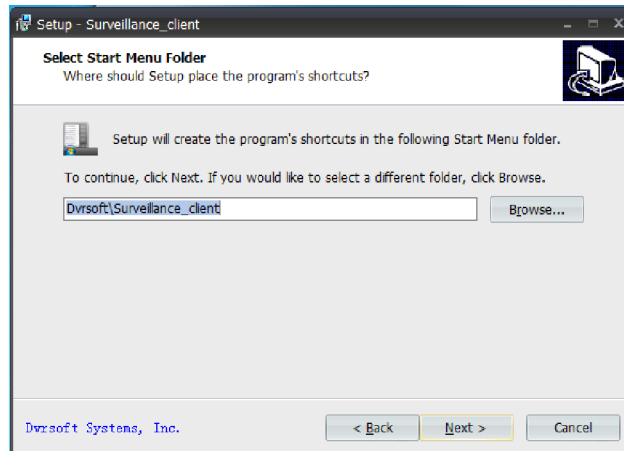 Setup - Surveillance_client
Select Start Menu Folder
Where should Setup place the program's shortcuts?
Setup will create the program's shortcuts in the following Start Menu folder.
To continue, click Next. If you would like to select a different folder, click Browse.
Dvrsoft\Surveillance_client
Browse...
Dvrsoft Systems, Inc.
< Back
Next >
Cancel